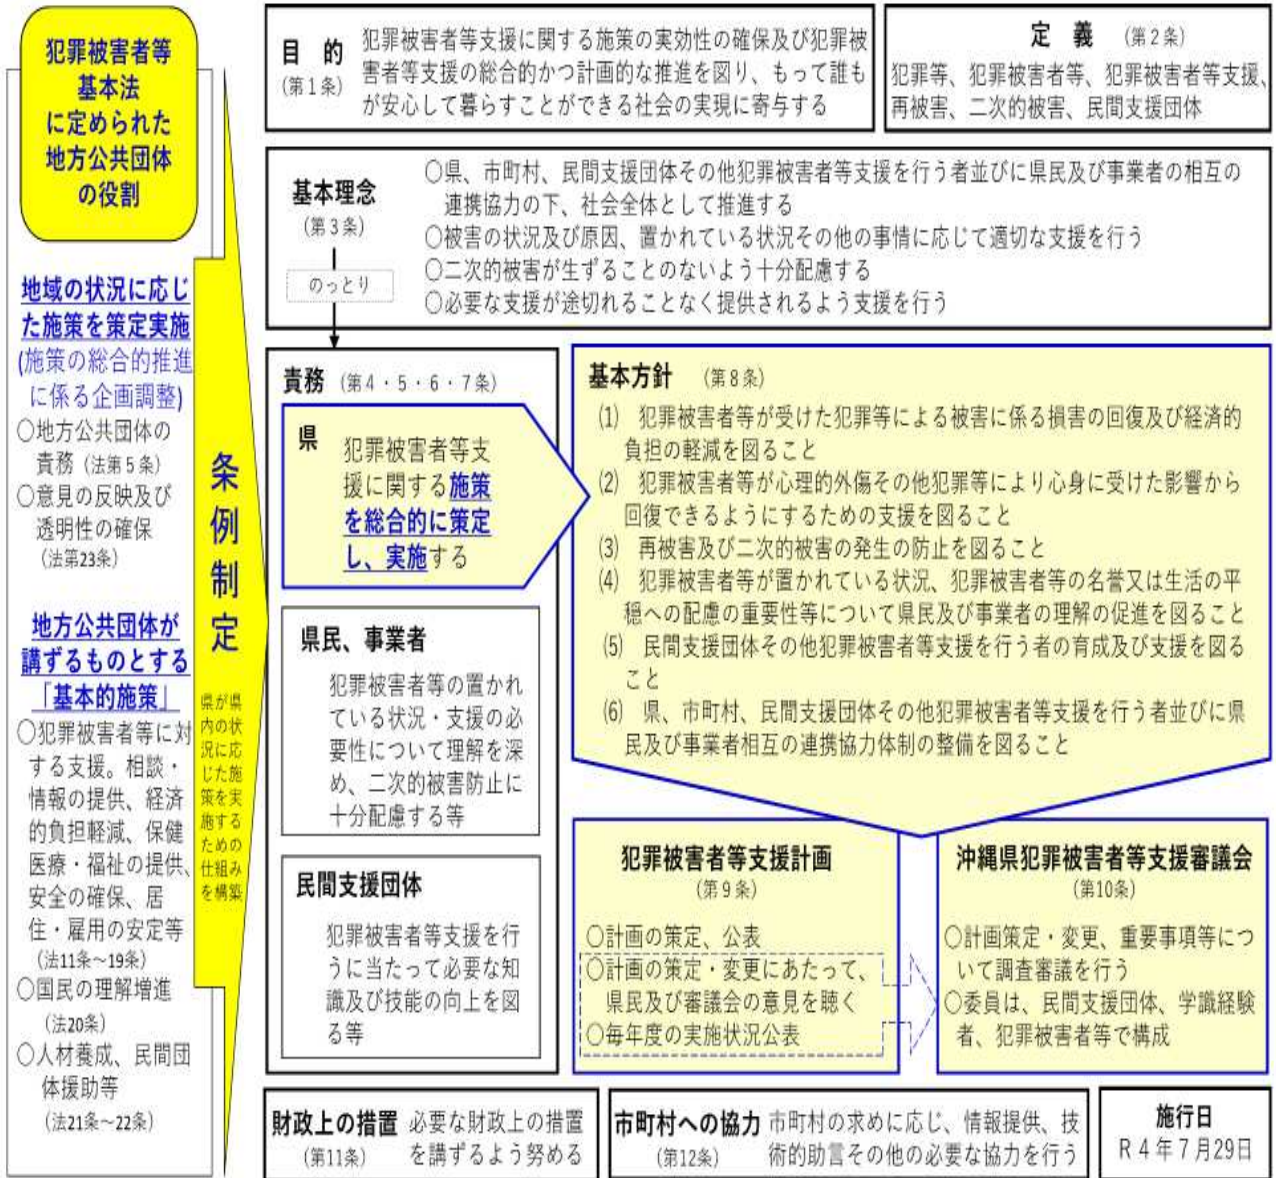 犯罪被害者等
基本法
に定められた
地方公共団体
の役割
地域の状況に応じ
た施策を策定実施
(施策の総合的推進
に係る企画調整)
○地方公共団体の
責務（法第5条）
○意見の反映及び
透明性の確保
（法第23条）
地方公共団体が
講ずるものとする
「基本的施策」
○犯罪被害者等に対
する支援。相談・
情報の提供、経済
的負担軽減、保健
医療・福祉の提供、
安全の確保、居
住・雇用の安定等
（法11条～19条）
○国民の理解増進
（法20条）
○人材養成、民間団
体援助等
（法21条～22条）
条例制定
県が県
内の状
況に応
じた施
策を実
施する
ための
仕組み
を構築
目　的
（第1条）
犯罪被害者等支援に関する施策の実効性の確保及び犯罪被
害者等支援の総合的かつ計画的な推進を図り、もって誰も
が安心して暮らすことができる社会の実現に寄与する
定　義　（第２条）
犯罪等、犯罪被害者等、犯罪被害者等支援、
再被害、二次的被害、民間支援団体
基本理念
（第３条）
のっとり
○県、市町村、民間支援団体その他犯罪被害者等支援を行う者並びに県民及び事業者の相互の
連携協力の下、社会全体として推進する
○被害の状況及び原因、置かれている状況その他の事情に応じて適切な支援を行う
○二次的被害が生ずることのないよう十分配慮する
○必要な支援が途切れることなく提供されるよう支援を行う
責務（第４・５・６・７条）
県
犯罪被害者等支
援に関する施策
を総合的に策定
し、実施する
県民、事業者
犯罪被害者等の置かれ
ている状況・支援の必
要性について理解を深
め、二次的被害防止に
十分配慮する等
民間支援団体
犯罪被害者等支援を行
うに当たって必要な知
識及び技能の向上を図
る等
基本方針　（第８条）
(1)　犯罪被害者等が受けた犯罪等による被害に係る損害の回復及び経済的
負担の軽減を図ること
(2)　犯罪被害者等が心理的外傷その他犯罪等により心身に受けた影響から
回復できるようにするための支援を図ること
(3)　再被害及び二次的被害の発生の防止を図ること
(4)　犯罪被害者等が置かれている状況、犯罪被害者等の名誉又は生活の平
穏への配慮の重要性等について県民及び事業者の理解の促進を図ること
(5)　民間支援団体その他犯罪被害者等支援を行う者の育成及び支援を図る
こと
(6)　県、市町村、民間支援団体その他犯罪被害者等支援を行う者並びに県
民及び事業者相互の連携協力体制の整備を図ること
犯罪被害者等支援計画
（第９条）
○計画の策定、公表
○計画の策定・変更にあたって、
県民及び審議会の意見を聴く
○毎年度の実施状況公表
沖縄県犯罪被害者等支援審議会
（第10条）
○計画策定・変更、重要事項等につ
いて調査審議を行う
○委員は、民間支援団体、学識経験
者、犯罪被害者等で構成
財政上の措置
（第11条）
必要な財政上の措置
を講ずるよう努める
市町村への協力
（第12条）
市町村の求めに応じ、情報提供、技
術的助言その他の必要な協力を行う
施行日
Ｒ４年７月29日